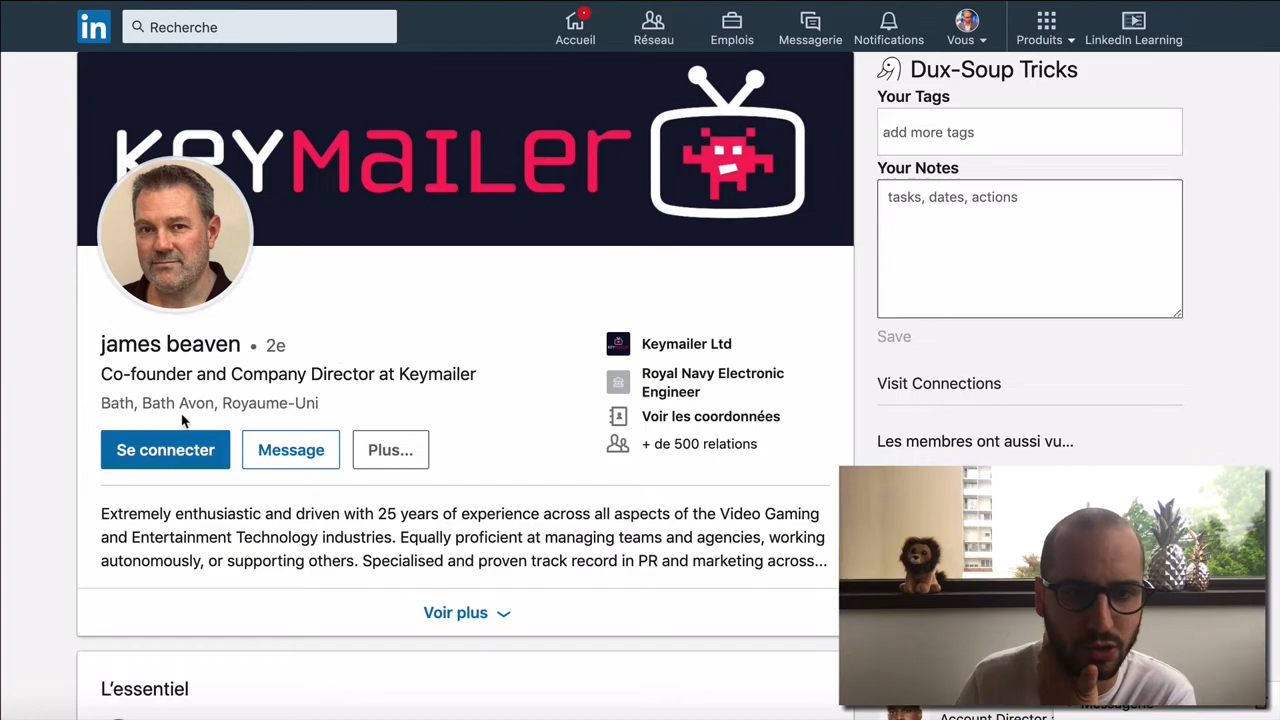 in
Recherche
Accueil
Réseau
Emplois
Messagerie
Notifications
Vous
Produits
LinkedIn Learning
KEYMAILER
james beaven • 2e
Co-founder and Company Director at Keymailer
Bath, Bath Avon, Royaume-Uni
Se connecter
Message
Plus...
Keymailer Ltd
Royal Navy Electronic
Engineer
Voir les coordonnées
+ de 500 relations
Extremely enthusiastic and driven with 25 years of experience across all aspects of the Video Gaming
and Entertainment Technology industries. Equally proficient at managing teams and agencies, working
autonomously, or supporting others. Specialised and proven track record in PR and marketing across...
Voir plus
L’essentiel
Dux-Soup Tricks
Your Tags
add more tags
Your Notes
tasks, dates, actions
Save
Visit Connections
Les membres ont aussi vu...
Account Director